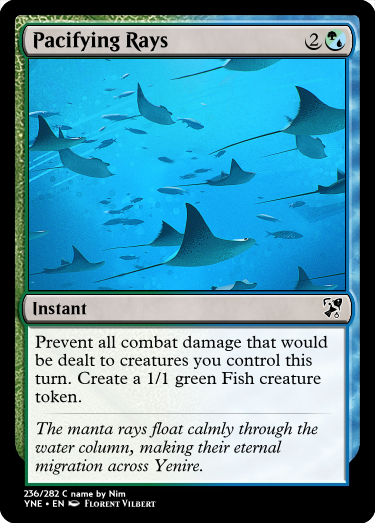 Pacifying Rays 2
Instant
Prevent all combat damage that would
be dealt to creatures you control this
turn. Create a 1/1 green Fish creature
token.
The manta rays float calmly through the
water column, making their eternal
migration across Yenire.
236/282 C name by Nim
YNE • EN FLORENT VILBERT